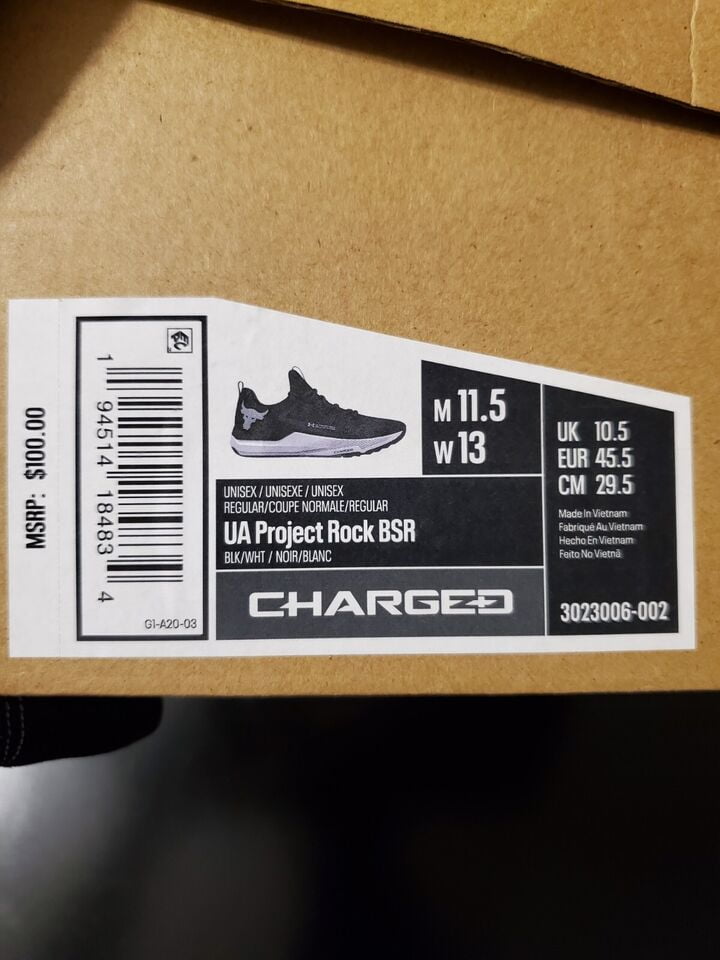 MSRP: $100.00
1 94514 18483 4
G1-A20-03
M 11.5
W 13
UNISEX / UNISEXE / UNISEX
REGULAR/COUPE NORMALE/REGULAR
UA Project Rock BSR
BLK/WHT / NOIR/BLANC
CHARGED
UK 10.5
EUR 45.5
CM 29.5
Made In Vietnam
Fabriqué Au Vietnam
Hecho En Vietnam
Feito No Vietnã
3023006-002